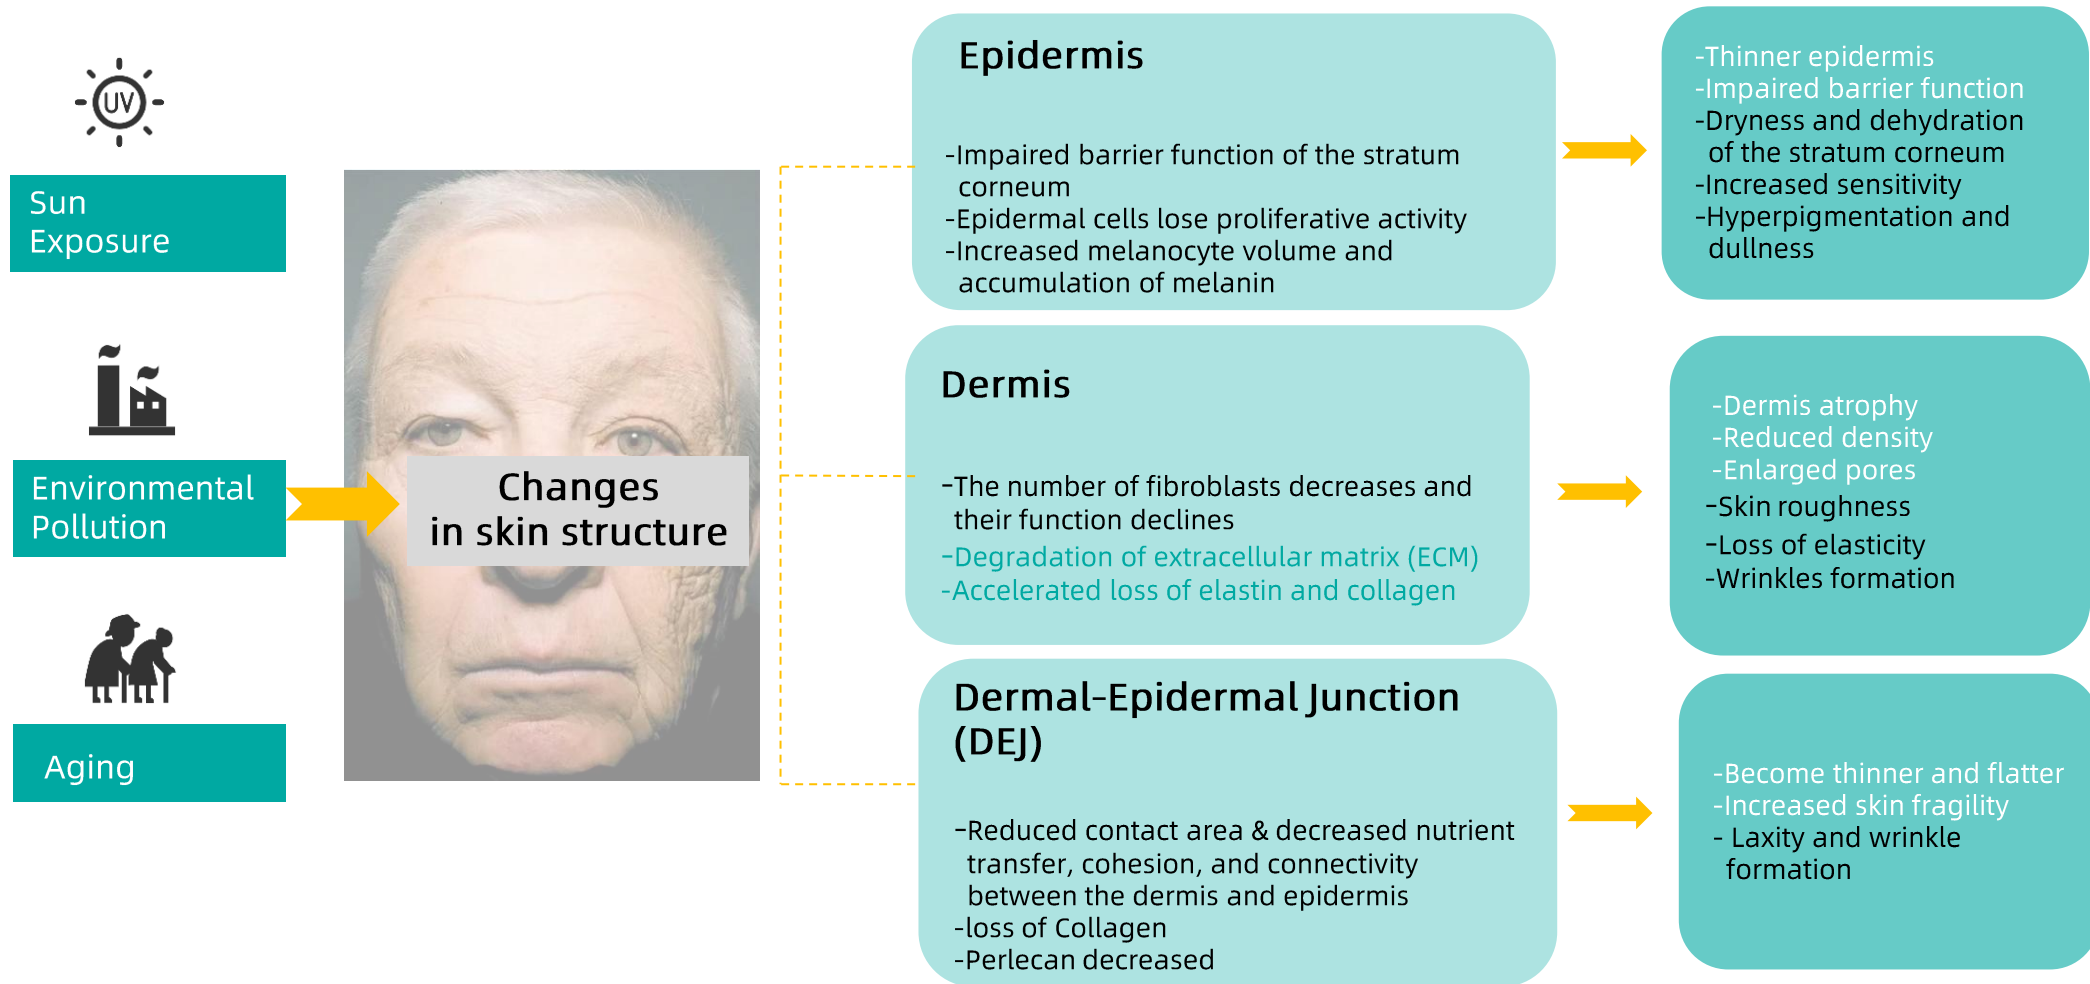 UV
Sun
Exposure
Environmental
Pollution
Aging
Changes
in skin structure
Epidermis
-Impaired barrier function of the stratum
corneum
-Epidermal cells lose proliferative activity
-Increased melanocyte volume and
accumulation of melanin
-Thinner epidermis
-Impaired barrier function
-Dryness and dehydration
of the stratum corneum
-Increased sensitivity
-Hyperpigmentation and
dullness
Dermis
-The number of fibroblasts decreases and
their function declines
-Degradation of extracellular matrix (ECM)
-Accelerated loss of elastin and collagen
-Dermis atrophy
-Reduced density
-Enlarged pores
-Skin roughness
-Loss of elasticity
-Wrinkles formation
Dermal-Epidermal Junction
(DEJ)
-Reduced contact area & decreased nutrient
transfer, cohesion, and connectivity
between the dermis and epidermis
-loss of Collagen
-Perlecan decreased
-Become thinner and flatter
-Increased skin fragility
- Laxity and wrinkle
formation